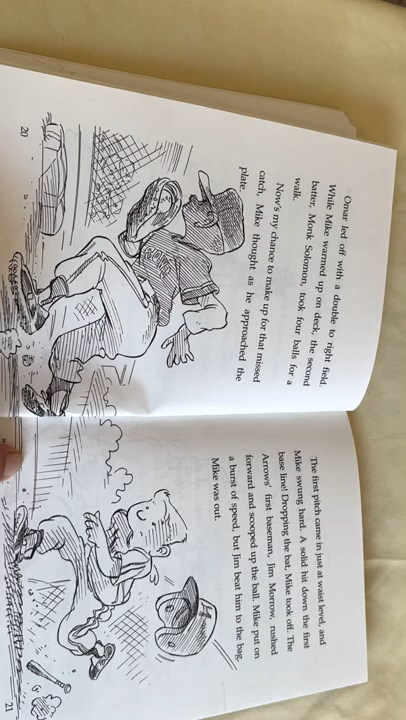 Omar led off with a double to right field.
While Mike warmed up on deck, the second
batter, Monk Solomon, took four balls for a
walk.
Now's my chance to make up for that missed
catch, Mike thought as he approached the
plate.
20
The first pitch came in just at waist level, and
Mike swung hard. A solid hit down the first
base line! Dropping the bat, Mike took off. The
Arrows' first baseman, Jim Morrow, rushed
forward and scooped up the ball. Mike put on
a burst of speed, but Jim beat him to the bag.
Mike was out.
21